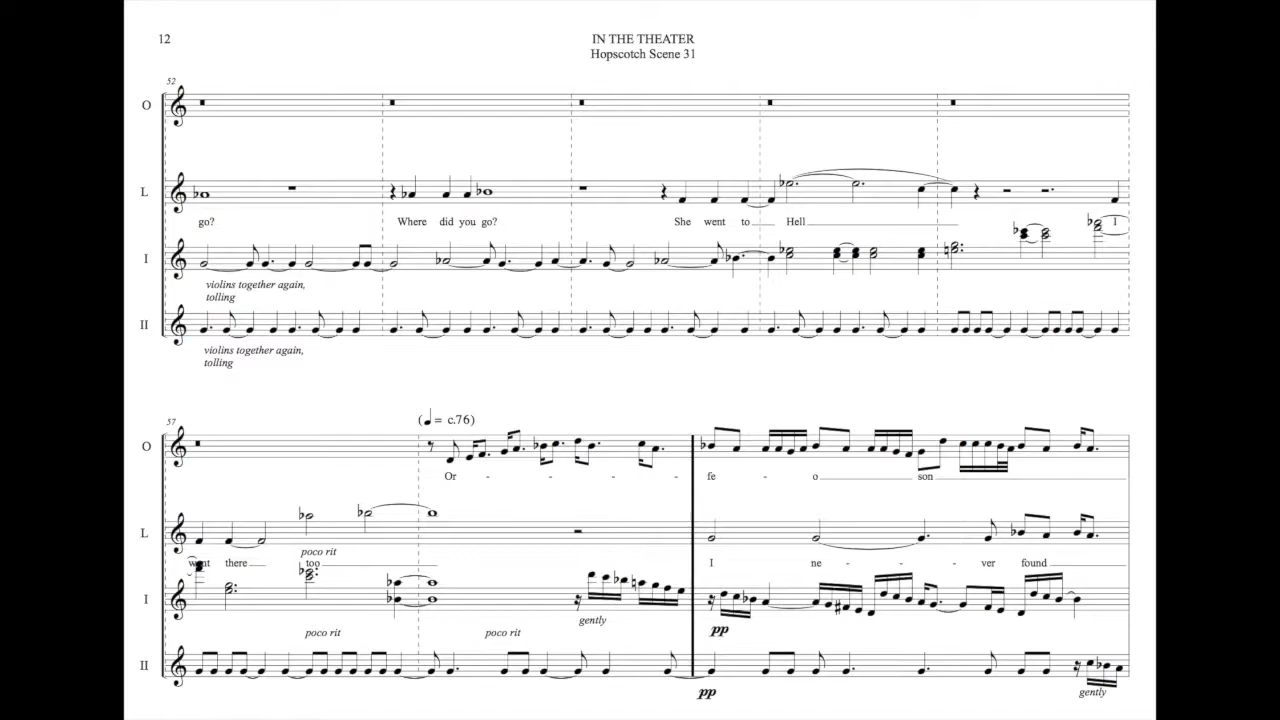 12
IN THE THEATER
Hopscotch Scene 31
52
O
L
go? Where did you go? She went to Hell I
I
violins together again,
tolling
II
violins together again,
tolling
57
( = c.76)
O
Or - - - - - fe - o son
L
poco rit
went there too I ne - - ver found
I
gently
pp
poco rit poco rit
II
pp
gently